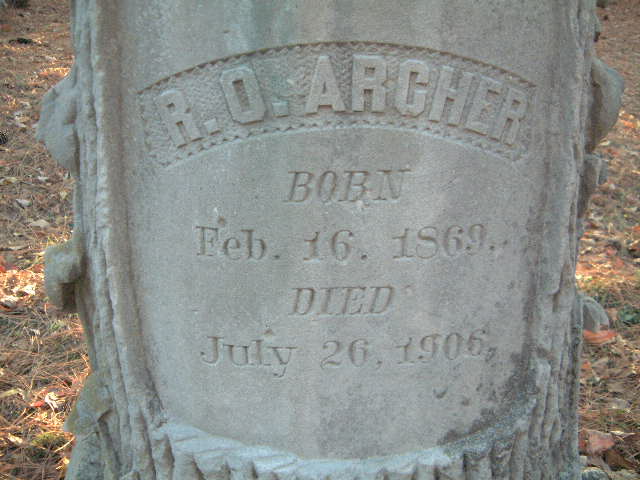 R. O. ARCHER
BORN
Feb. 16. 1869.
DIED
July 26, 1906.